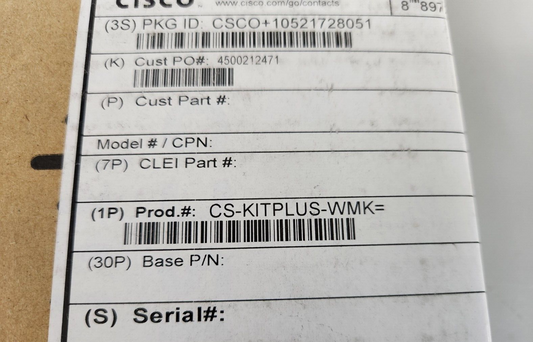 CISCO
www.cisco.com/go/contacts
(3S) PKG ID: CSCO+10521728051
(K) Cust PO#: 4500212471
(P) Cust Part #:
Model # / CPN:
(7P) CLEI Part #:
(1P) Prod.#: CS-KITPLUS-WMK=
(30P) Base P/N:
(S) Serial#: